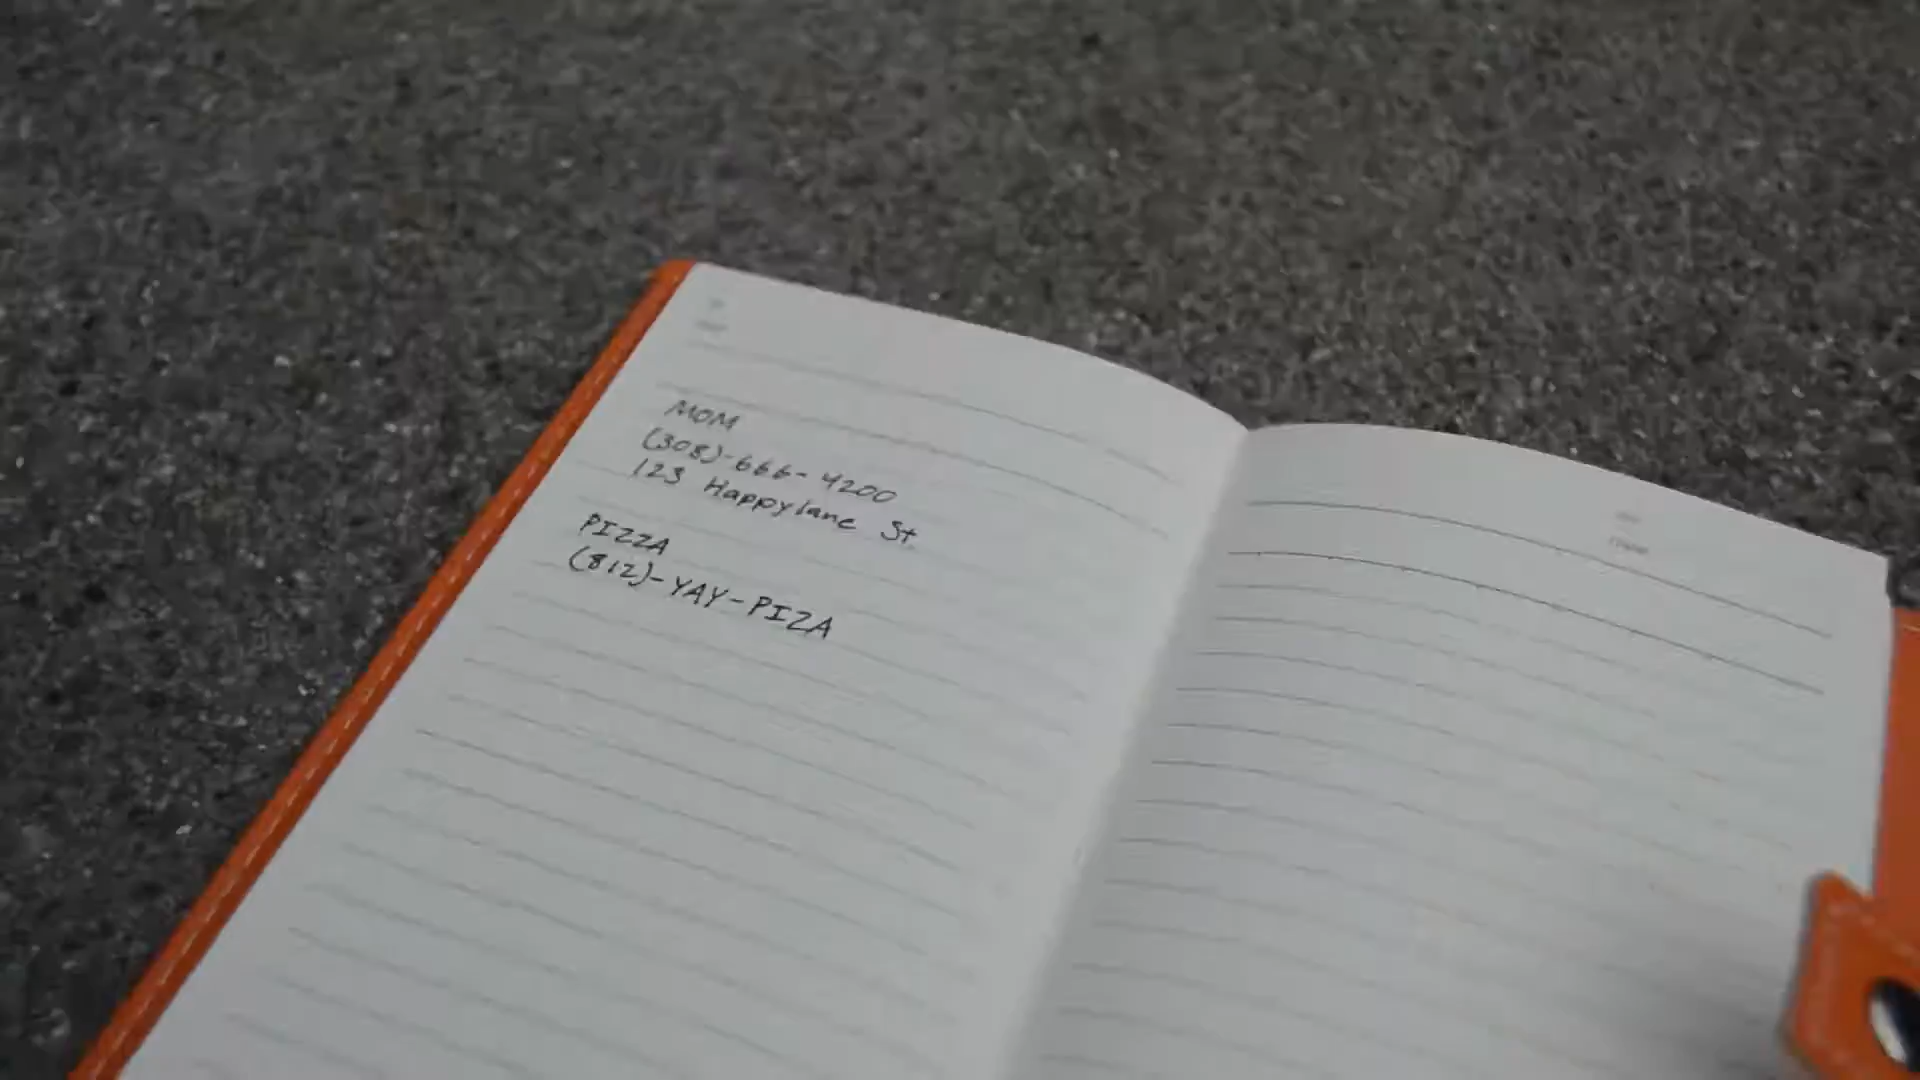 MOM
(308)-666-4200
123 Happylane St.
PIZZA
(812)-YAY-PIZA